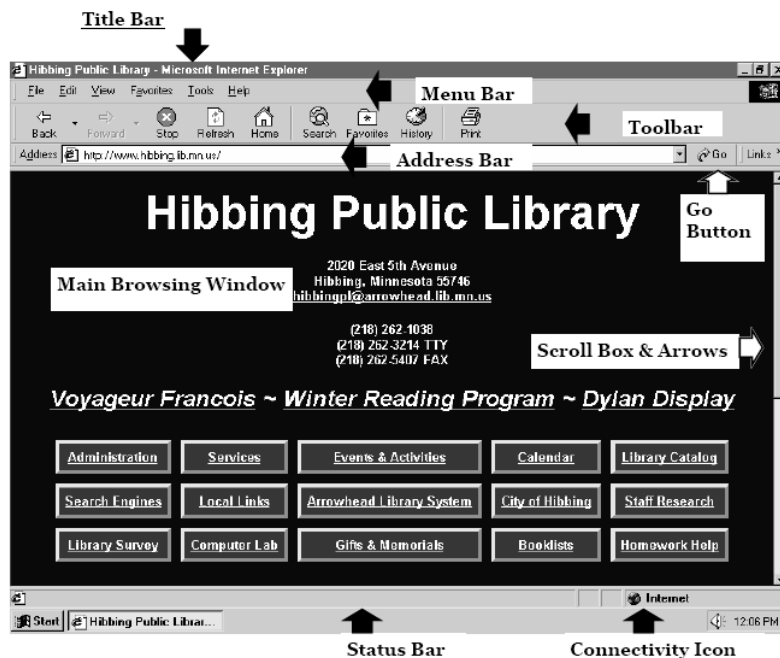 Title Bar
Hibbing Public Library - Microsoft Internet Explorer
File Edit View Favorites Tools Help
Menu Bar
Back Forward Stop Refresh Home Search Favorites History Print
Toolbar
Address http://www.hibbing.lib.mn.us/ Go Links »
Address Bar
Hibbing Public Library
Go
Button
2020 East 5th Avenue
Hibbing, Minnesota 55746
hibbingpl@arrowhead.lib.mn.us
Main Browsing Window
(218) 262-1038
(218) 262-3214 TTY
(218) 262-5407 FAX
Scroll Box & Arrows
Voyageur Francois ~ Winter Reading Program ~ Dylan Display
Administration Services Events & Activities Calendar Library Catalog
Search Engines Local Links Arrowhead Library System City of Hibbing Staff Research
Library Survey Computer Lab Gifts & Memorials Booklists Homework Help
Internet
Start Hibbing Public Librar... 12:06 PM
Status Bar Connectivity Icon